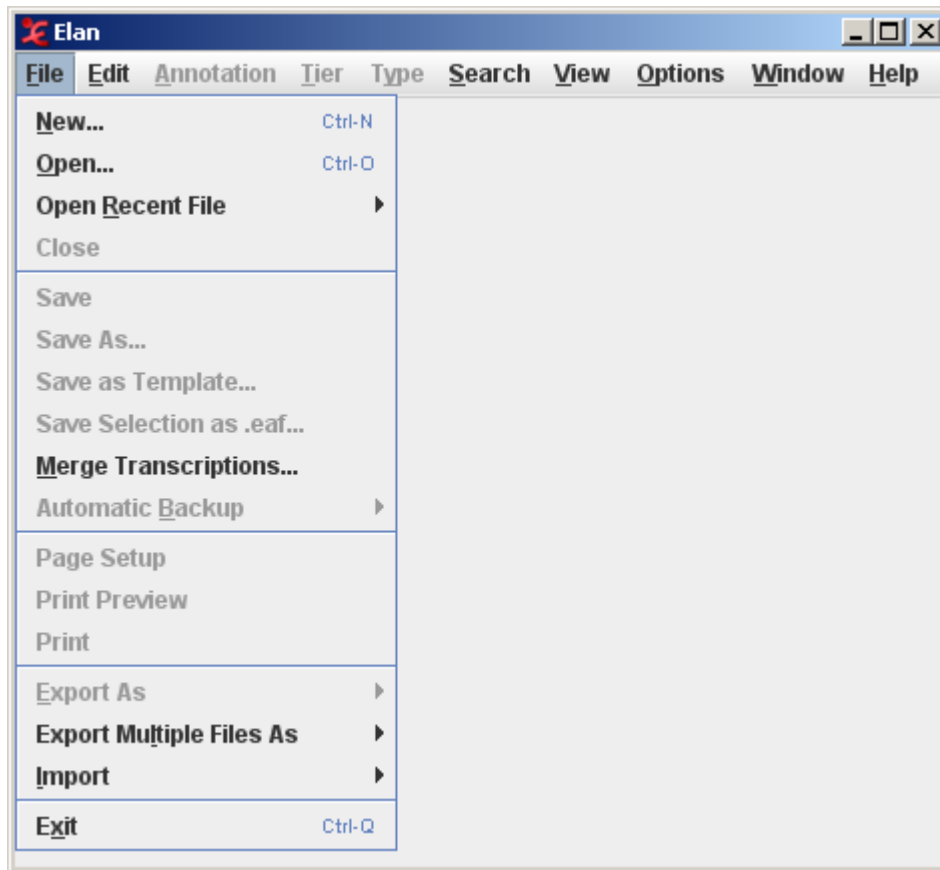 Elan
File Edit Annotation Tier Type Search View Options Window Help
New... Ctrl-N
Open... Ctrl-O
Open Recent File
Close
Save
Save As...
Save as Template...
Save Selection as .eaf...
Merge Transcriptions...
Automatic Backup
Page Setup
Print Preview
Print
Export As
Export Multiple Files As
Import
Exit Ctrl-Q